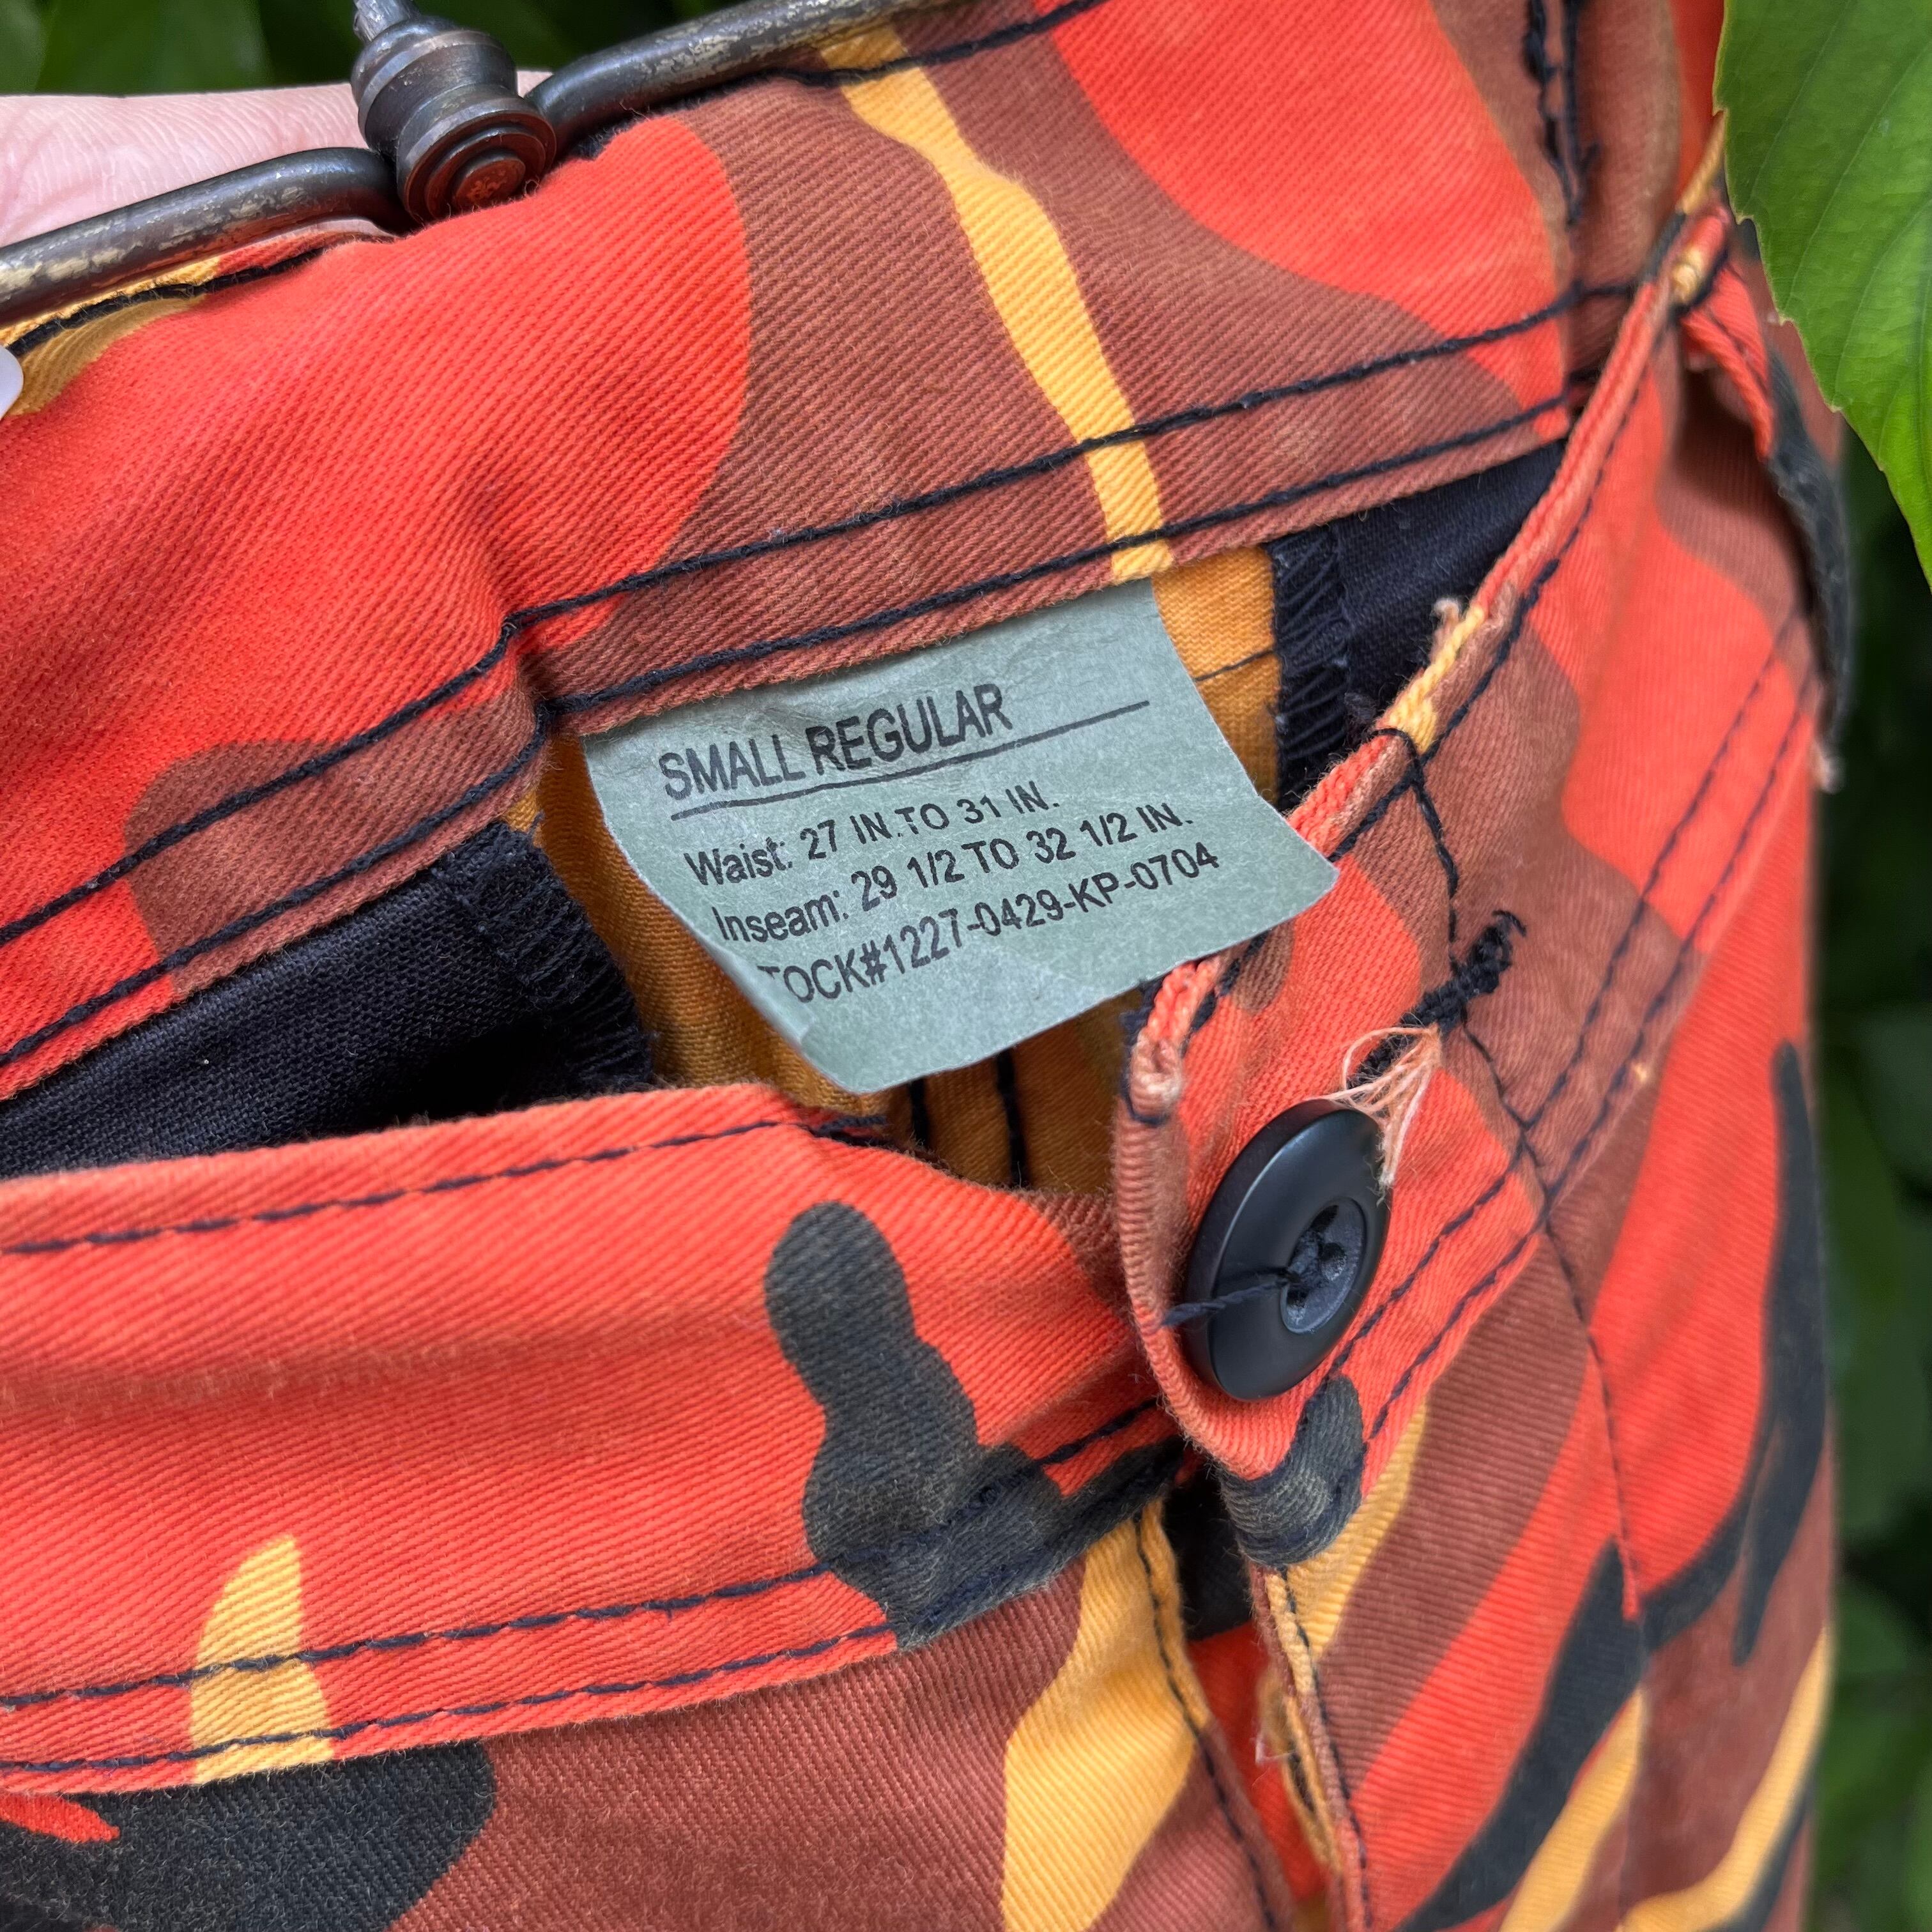 SMALL REGULAR
Waist: 27 IN.TO 31 IN.
Inseam: 29 1/2 TO 32 1/2 IN.
TOCK#1227-0429-KP-0704